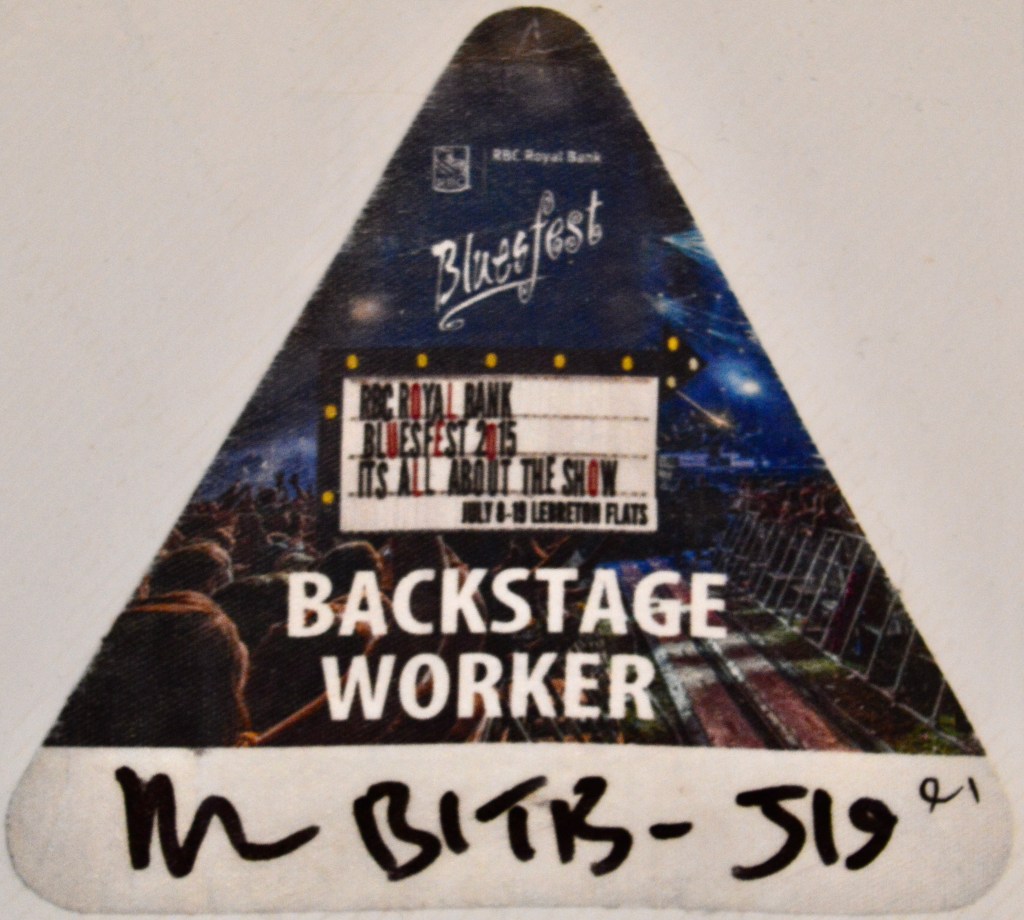 RBC
RBC Royal Bank
Bluesfest
RBC ROYAL BANK
BLUESFEST 2015
ITS ALL ABOUT THE SHOW
JULY 8-19 LEBRETON FLATS
BACKSTAGE
WORKER
BITB - J19